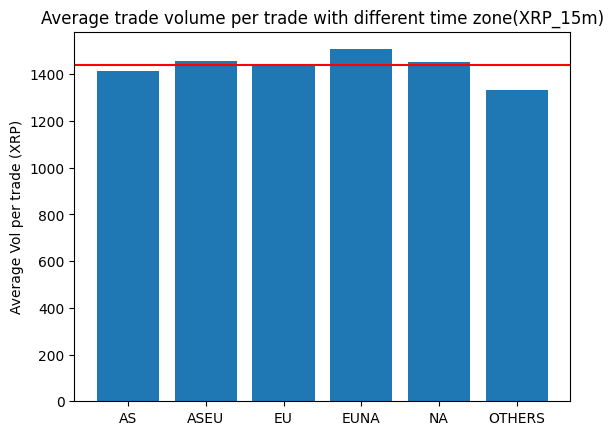 Average trade volume per trade with different time zone(XRP_15m)
Average Vol per trade (XRP)
1400
1200
1000
800
600
400
200
0
AS ASEU EU EUNA NA OTHERS